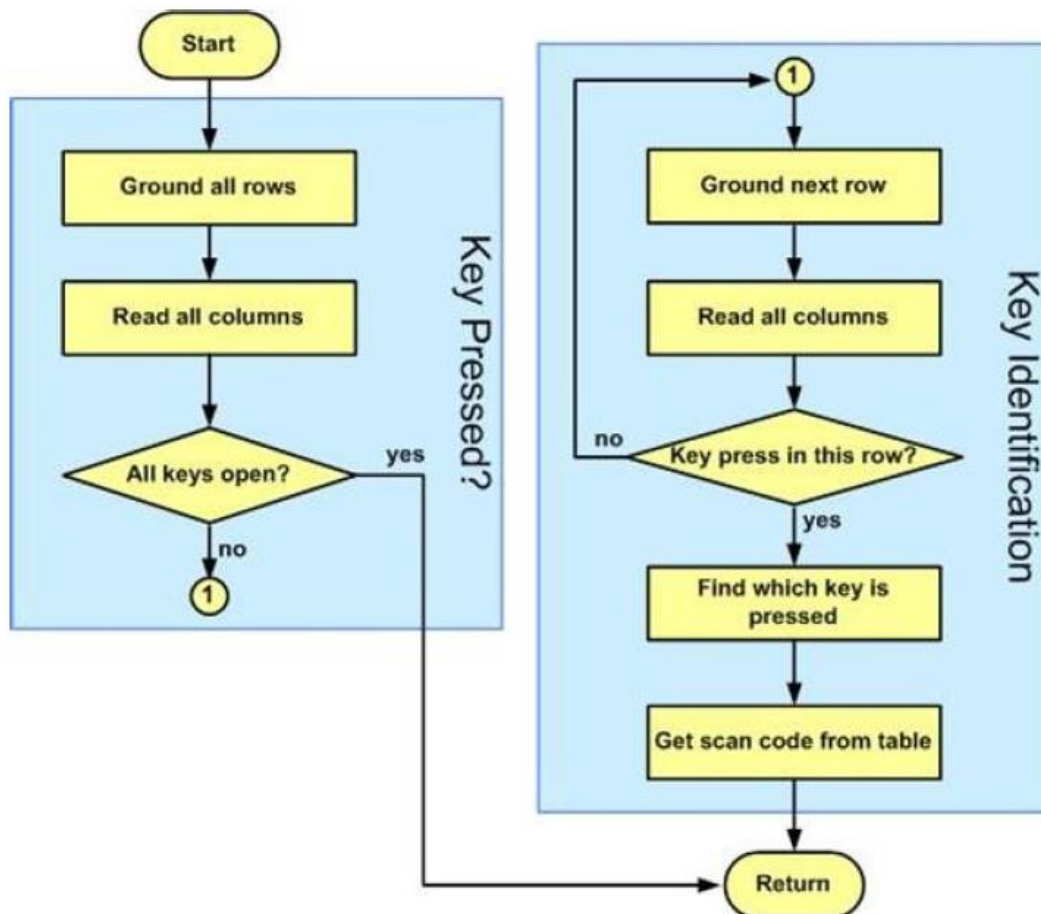 Start
Ground all rows
Read all columns
All keys open?
yes
no
1
Key Pressed?
1
Ground next row
Read all columns
Key press in this row?
no
yes
Find which key is
pressed
Get scan code from table
Key Identification
Return